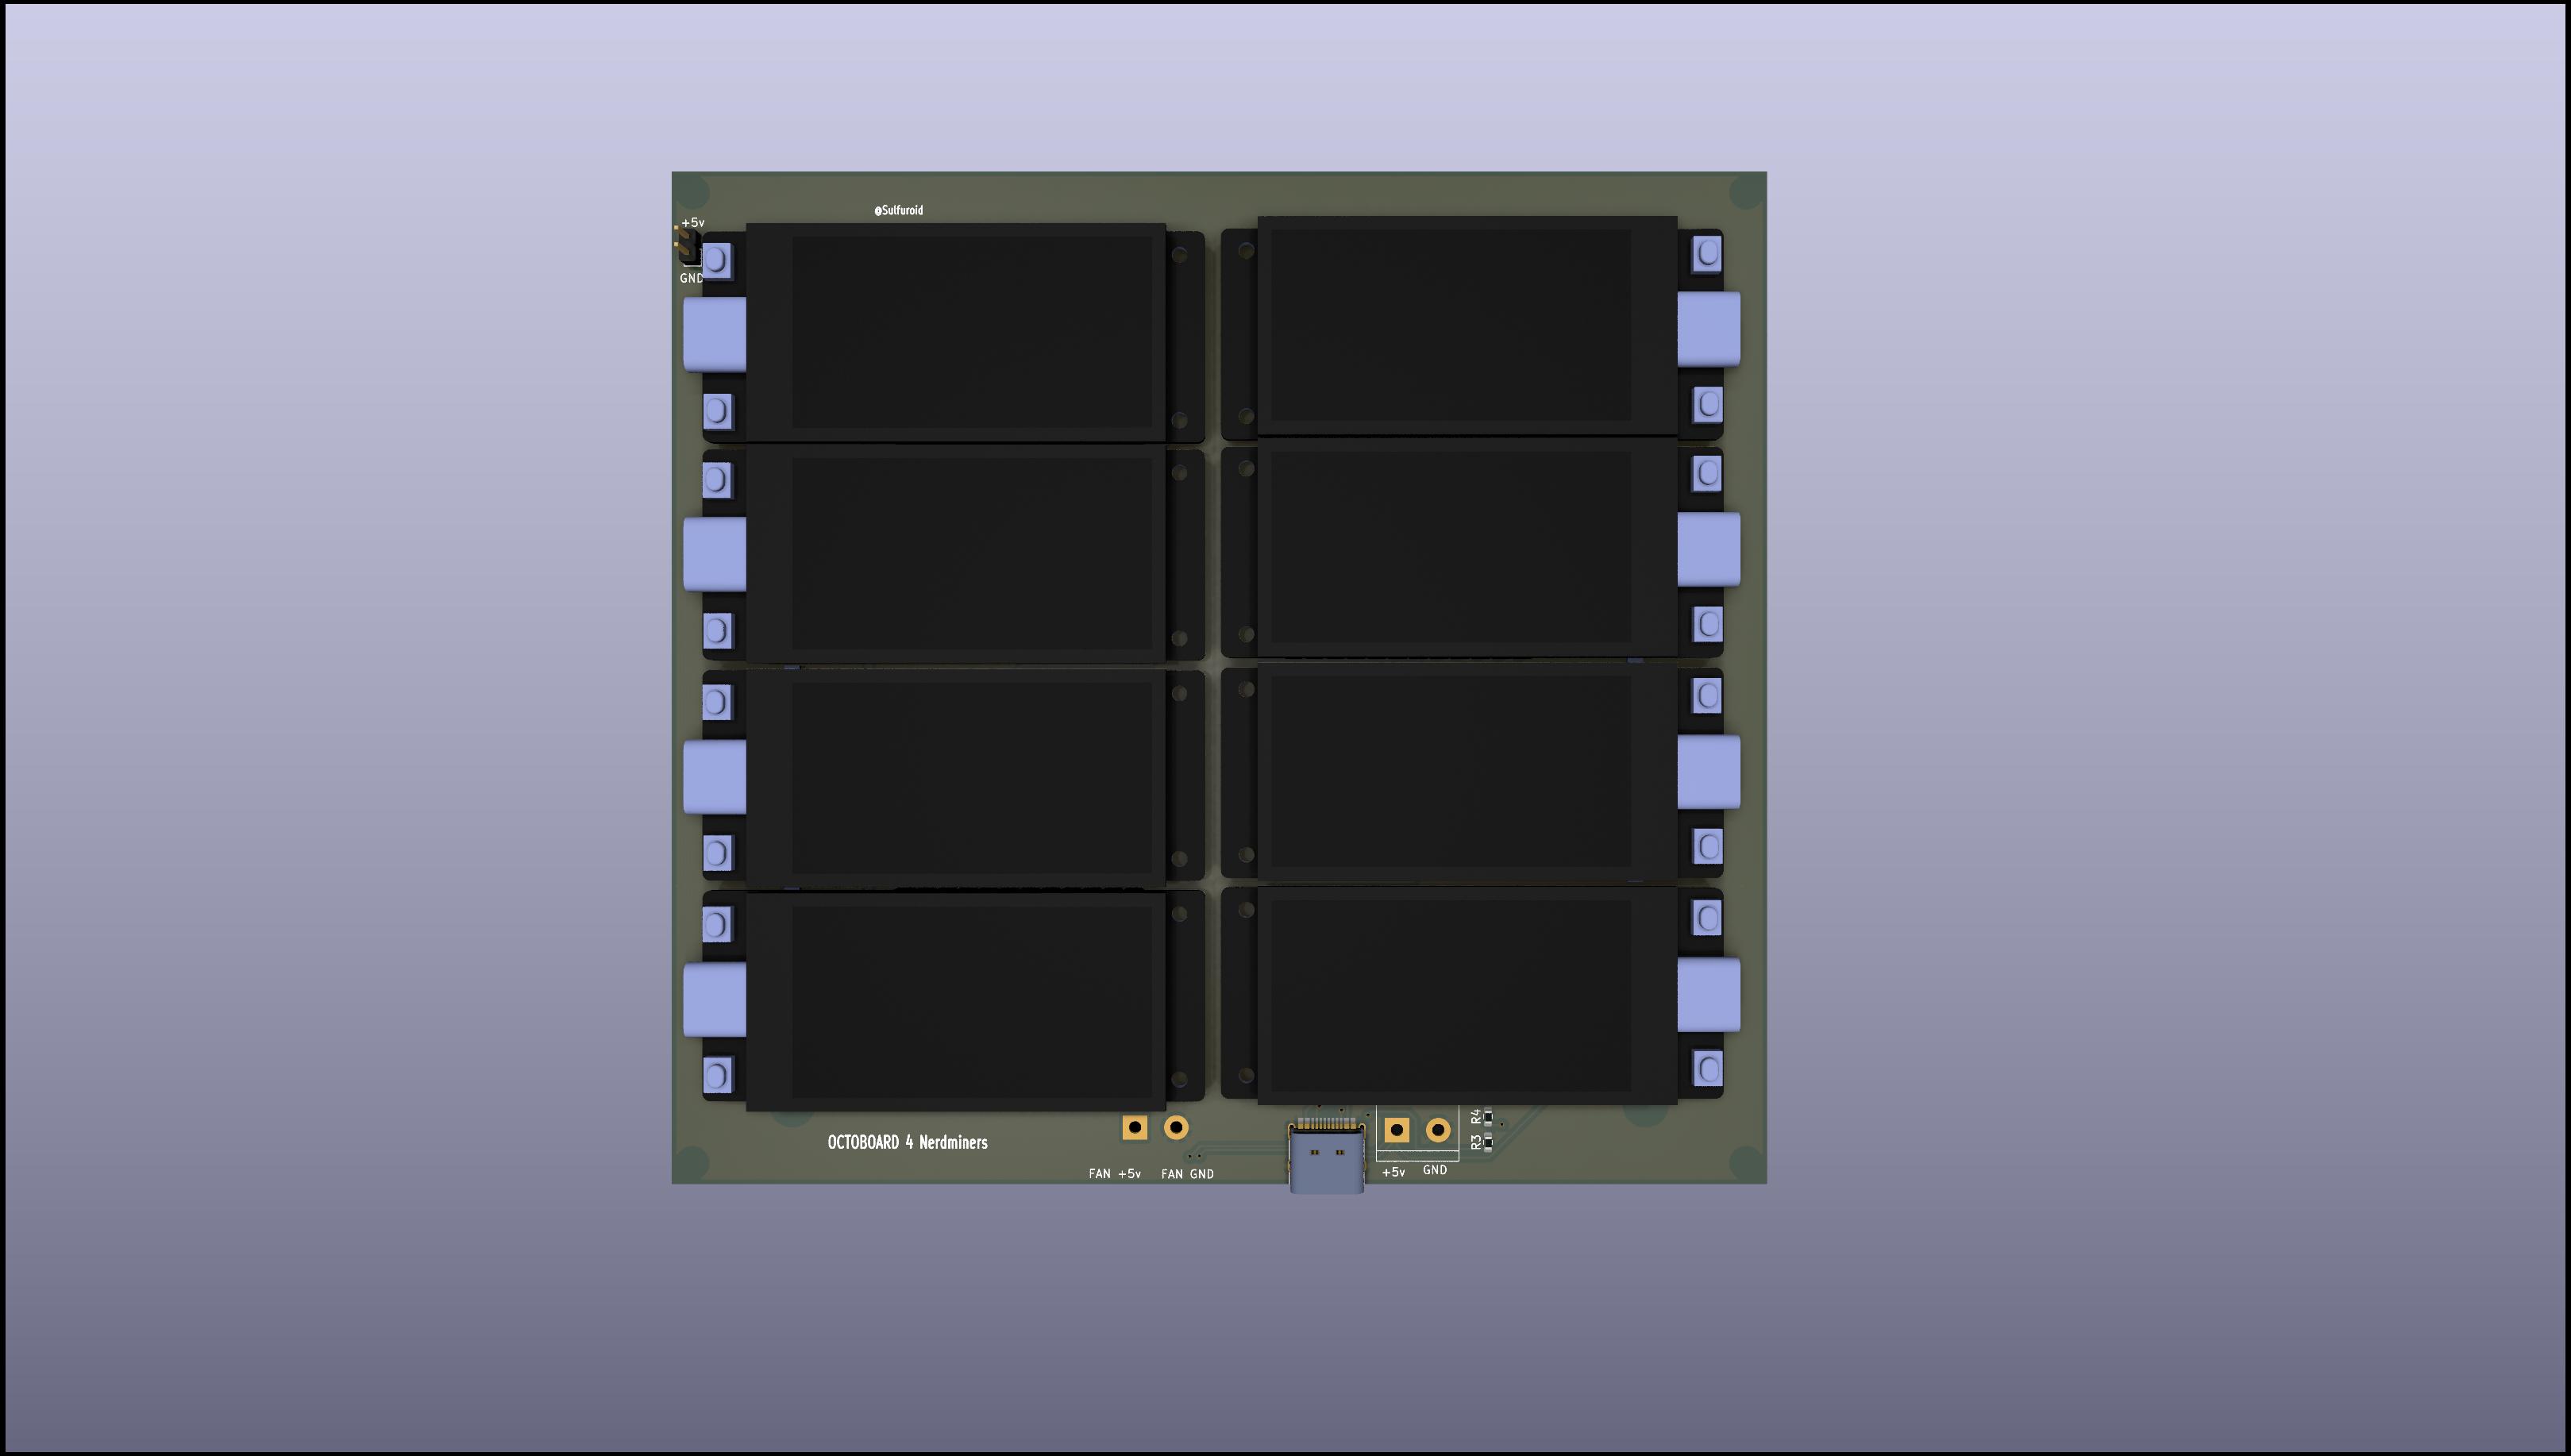 @Sulfuroid
+5v
GND
R4
R3
OCTOBOARD 4 Nerdminers
FAN +5v FAN GND
+5v GND